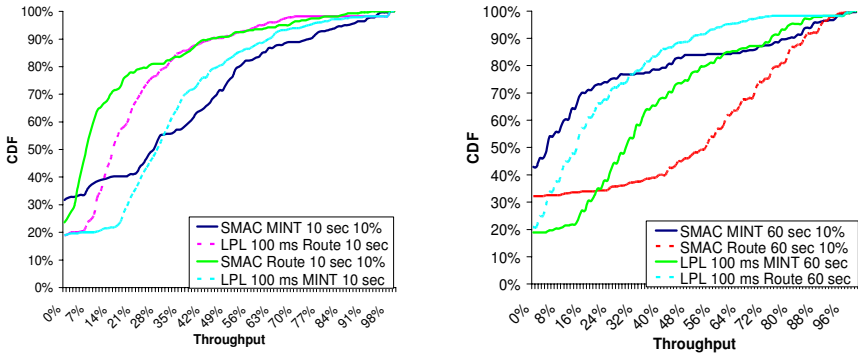 100%
90%
80%
70%
60%
50%
40%
30%
20%
10%
0%
CDF
SMAC MINT 10 sec 10%
LPL 100 ms Route 10 sec
SMAC Route 10 sec 10%
LPL 100 ms MINT 10 sec
0% 7% 14% 21% 28% 35% 42% 49% 56% 63% 70% 77% 84% 91% 98%
Throughput
100%
90%
80%
70%
60%
50%
40%
30%
20%
10%
0%
CDF
SMAC MINT 60 sec 10%
SMAC Route 60 sec 10%
LPL 100 ms MINT 60 sec
LPL 100 ms Route 60 sec
0% 8% 16% 24% 32% 40% 48% 56% 64% 72% 80% 88% 96%
Throughput